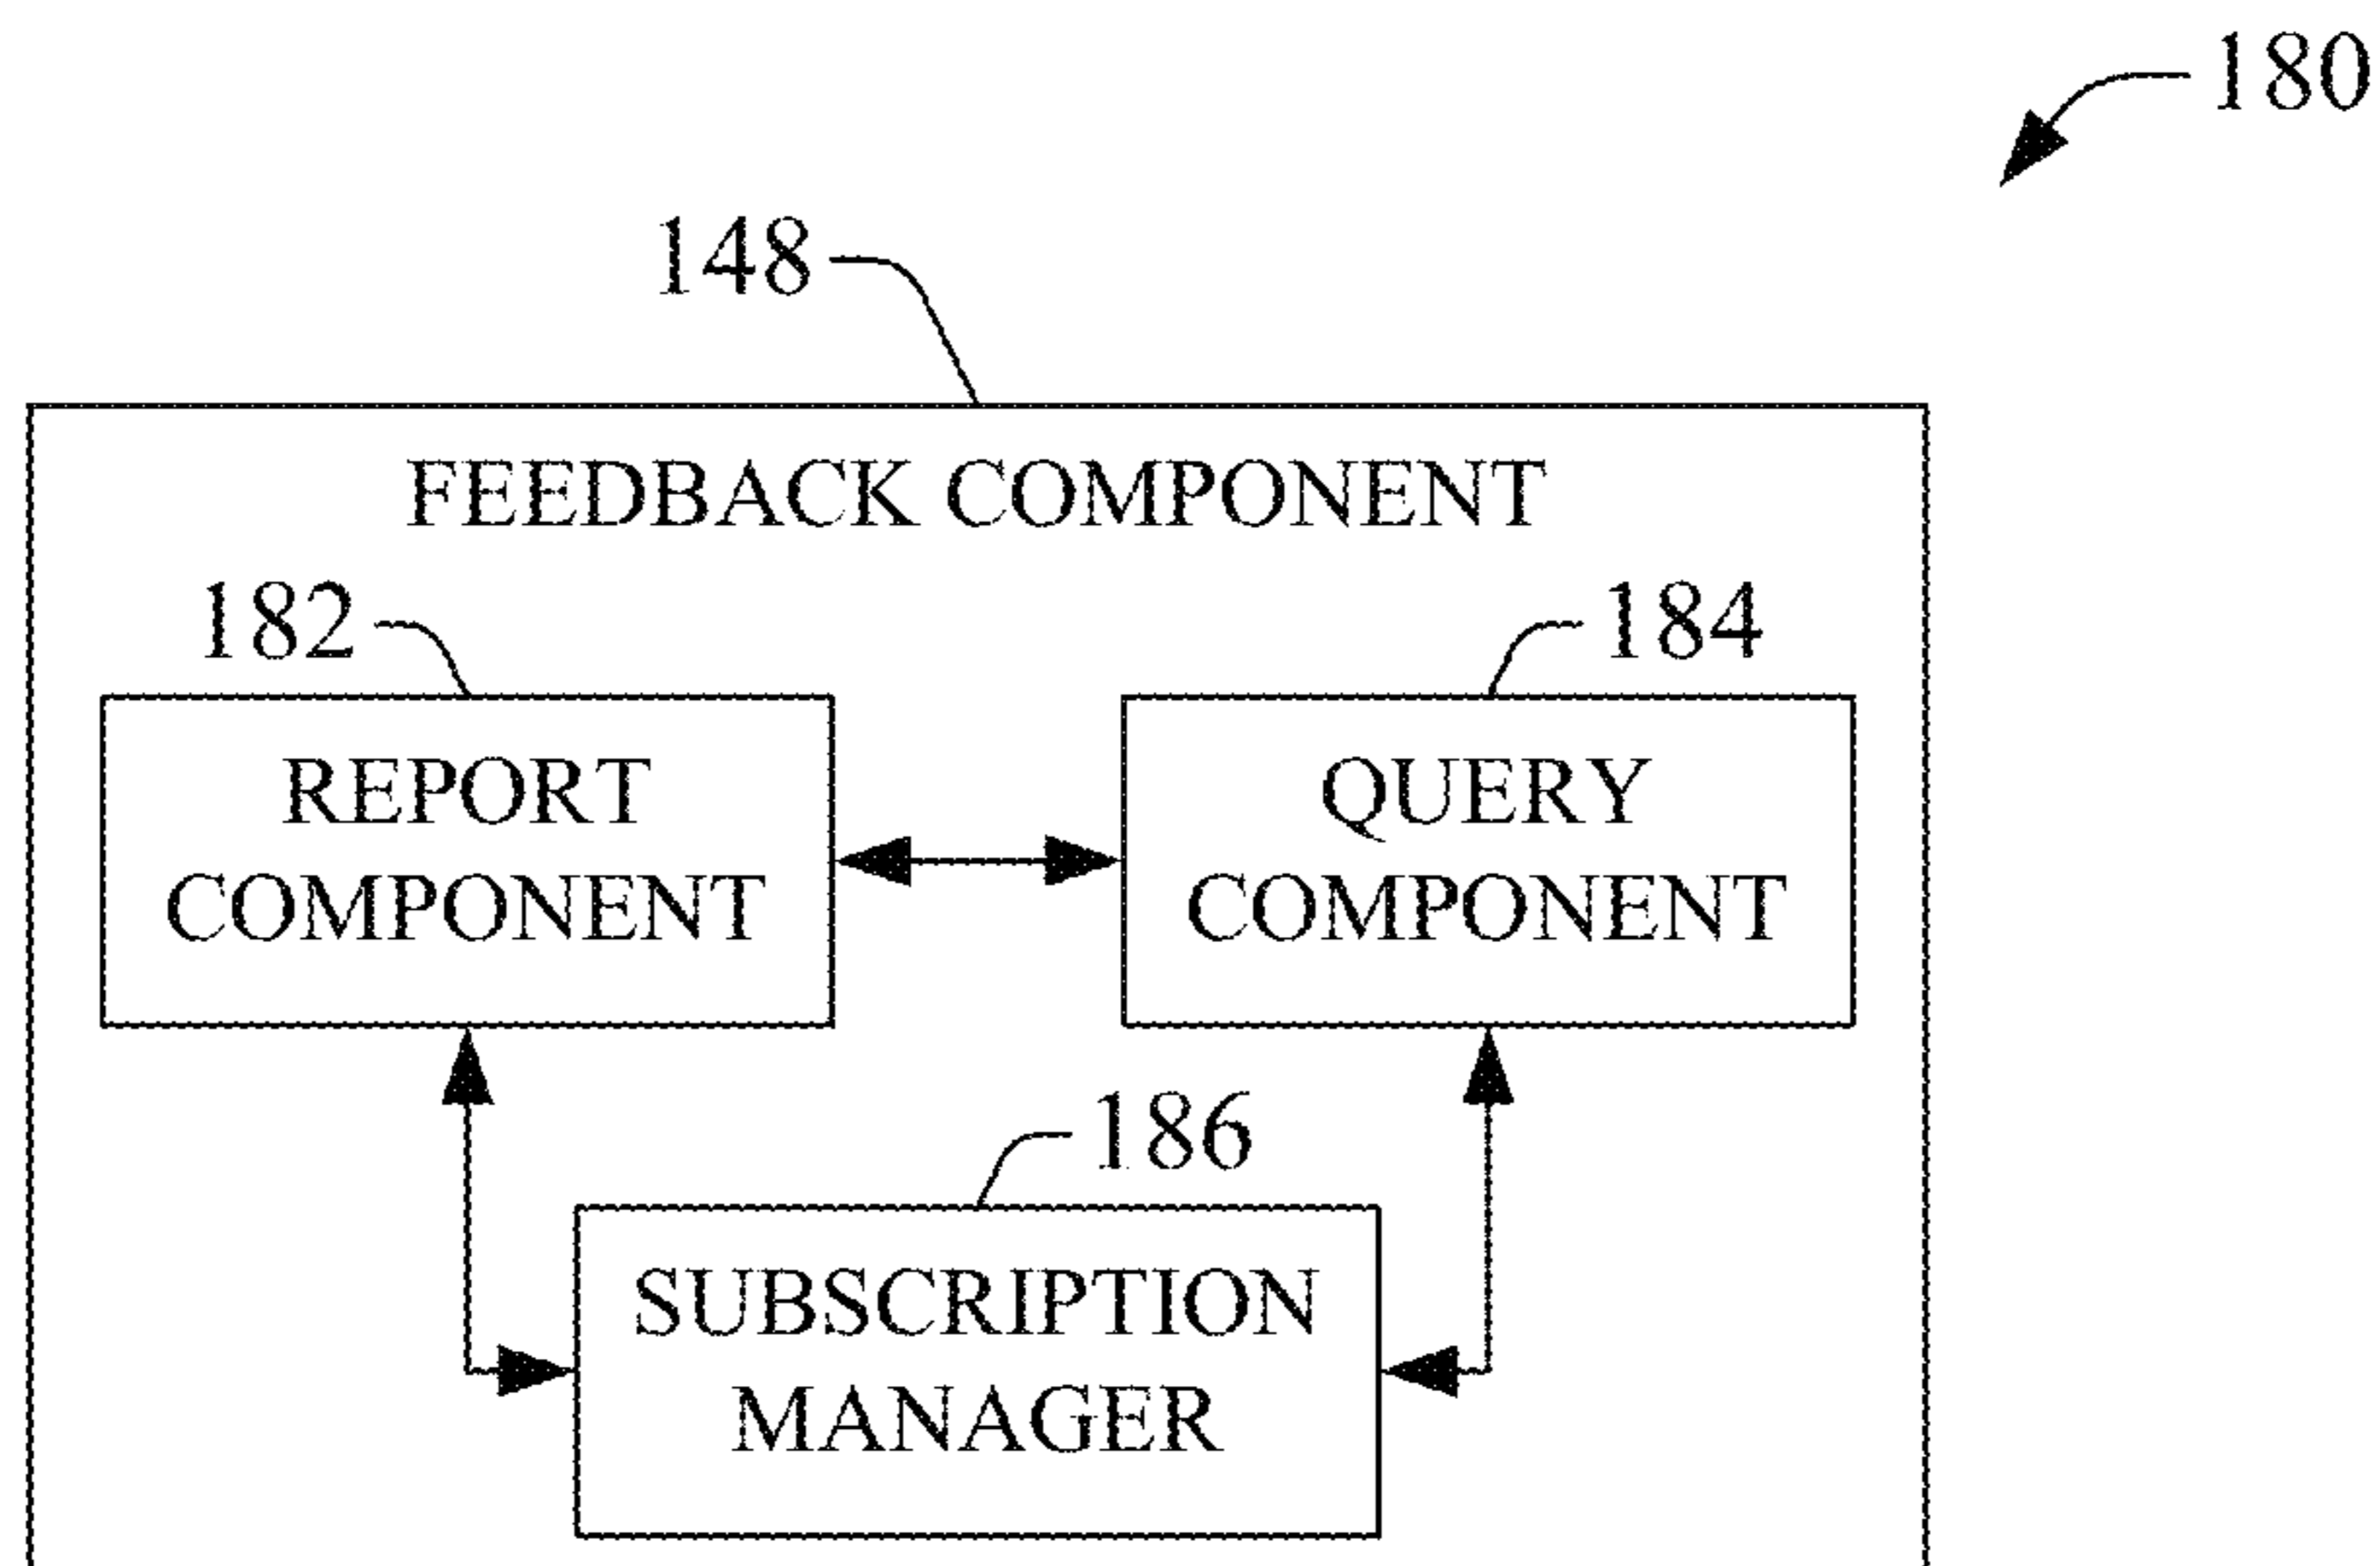 180
148
FEEDBACK COMPONENT
182
184
REPORT
COMPONENT
QUERY
COMPONENT
186
SUBSCRIPTION
MANAGER